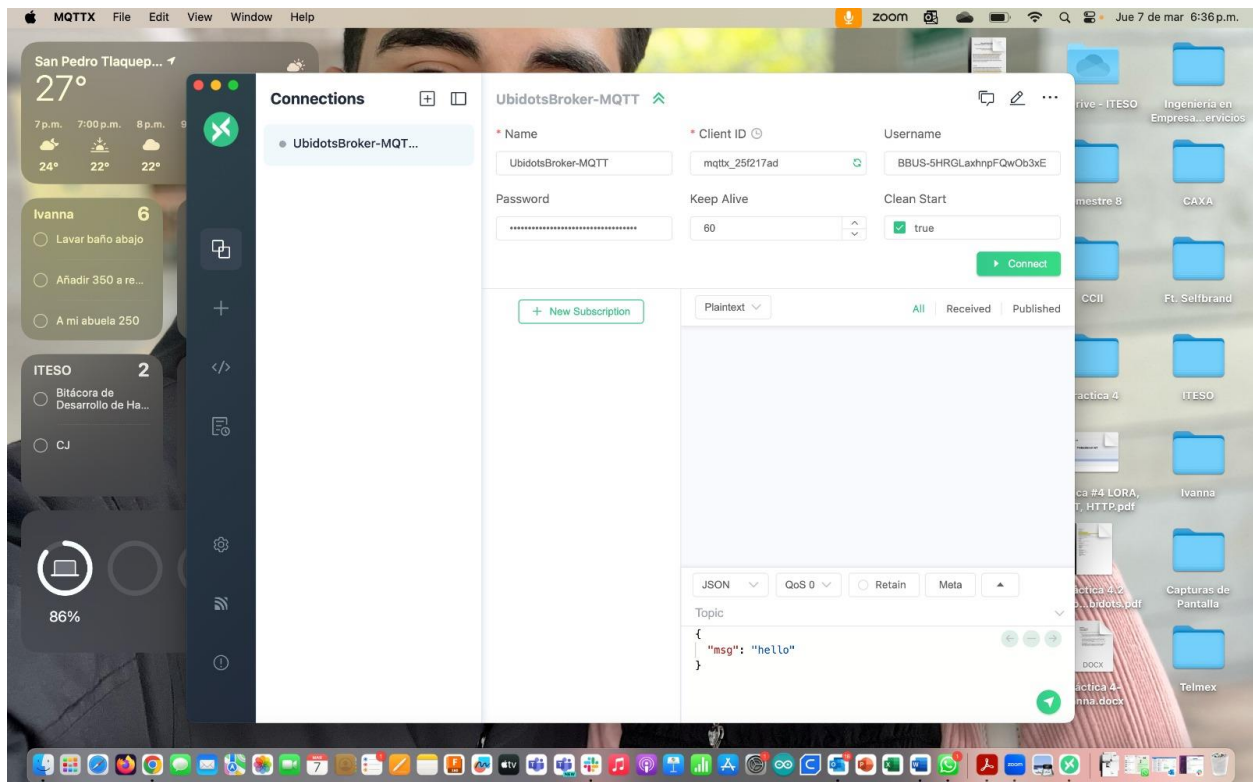 MQTTX File Edit View Window Help
zoom
Jue 7 de mar 6:36 p.m.
San Pedro Tlaquep...
27°
7 p.m. 7:00 p.m. 8 p.m. 9
24° 22° 22°
Ivanna 6
Lavar baño abajo
Añadir 350 a re...
A mi abuela 250
ITESO 2
Bitácora de
Desarrollo de Ha...
CJ
86%
Connections
UbidotsBroker-MQT...
UbidotsBroker-MQTT
* Name
UbidotsBroker-MQTT
* Client ID
mqttx_25f217ad
Username
BBUS-5HRGLaxhnpFQwOb3xE
Password
Keep Alive
60
Clean Start
true
Connect
+ New Subscription
Plaintext
All Received Published
JSON QoS 0 Retain Meta
Topic
{
"msg": "hello"
}
rive - ITESO
Ingeniería en
Empresa...ervicios
mestre 8
CAXA
CCII
Ft. Selfbrand
actica 4
ITESO
ca #4 LORA,
T, HTTP.pdf
Ivanna
áctica 4.2
o...bidots.pdf
Capturas de
Pantalla
DOCX
áctica 4-
nna.docx
Telmex
MAR
7
tv